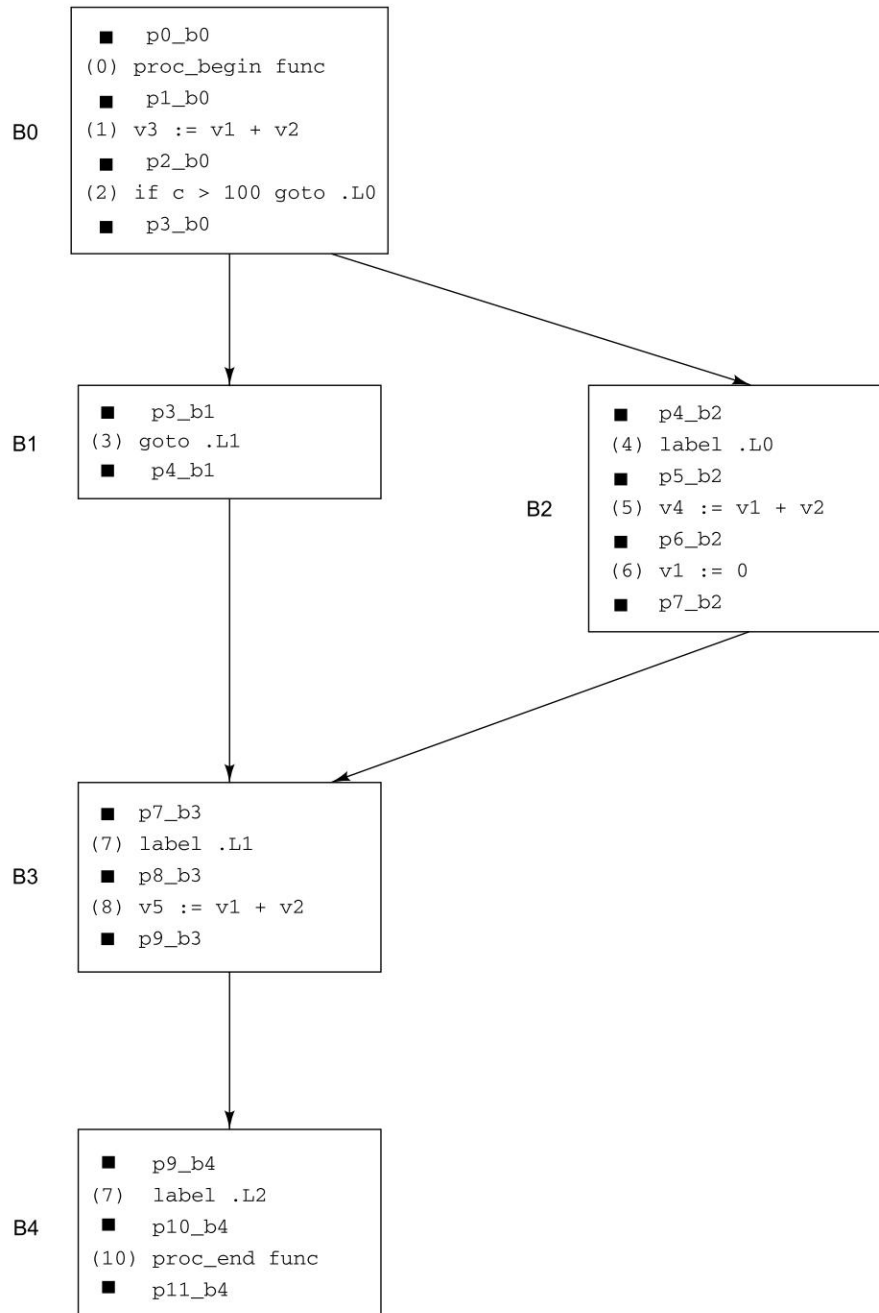 B0
p0_b0
(0) proc_begin func
p1_b0
(1) v3 := v1 + v2
p2_b0
(2) if c > 100 goto .L0
p3_b0
B1
p3_b1
(3) goto .L1
p4_b1
B2
p4_b2
(4) label .L0
p5_b2
(5) v4 := v1 + v2
p6_b2
(6) v1 := 0
p7_b2
B3
p7_b3
(7) label .L1
p8_b3
(8) v5 := v1 + v2
p9_b3
B4
p9_b4
(7) label .L2
p10_b4
(10) proc_end func
p11_b4